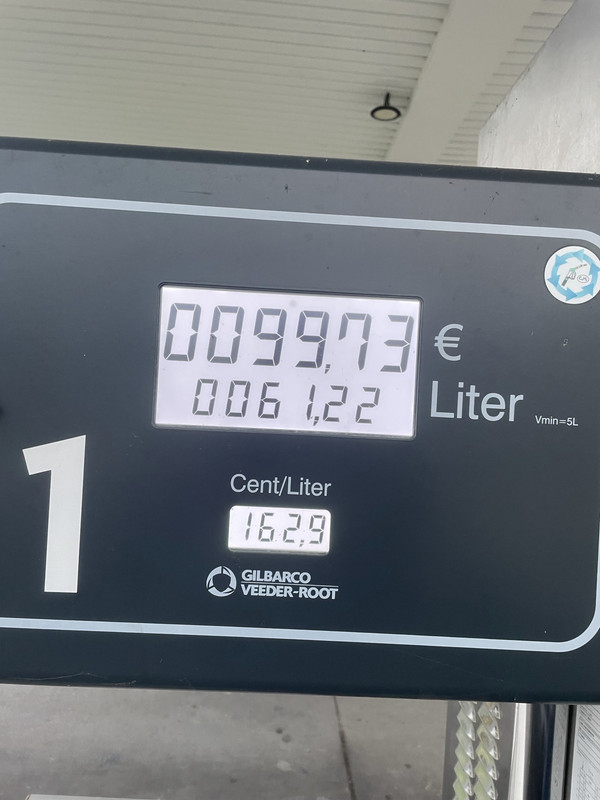 0099,73 €
0061,22 Liter Vmin=5L
1
Cent/Liter
162,9
GILBARCO
VEEDER-ROOT